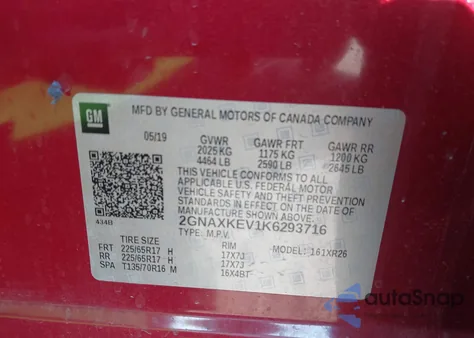 GM
MFD BY GENERAL MOTORS OF CANADA COMPANY
05/19 GVWR GAWR FRT GAWR RR
2025 KG 1175 KG 1200 KG
4464 LB 2590 LB 2645 LB
THIS VEHICLE CONFORMS TO ALL
APPLICABLE U.S. FEDERAL MOTOR
VEHICLE SAFETY AND THEFT PREVENTION
STANDARDS IN EFFECT ON THE DATE OF
MANUFACTURE SHOWN ABOVE.
434B 2GNAXKEV1K6293716
TYPE: M.P.V. MODEL: 161XR26
TIRE SIZE RIM
FRT 225/65R17 H 17X7J
RR 225/65R17 H 17X7J
SPA T135/70R16 M 16X4BT
autoSnap